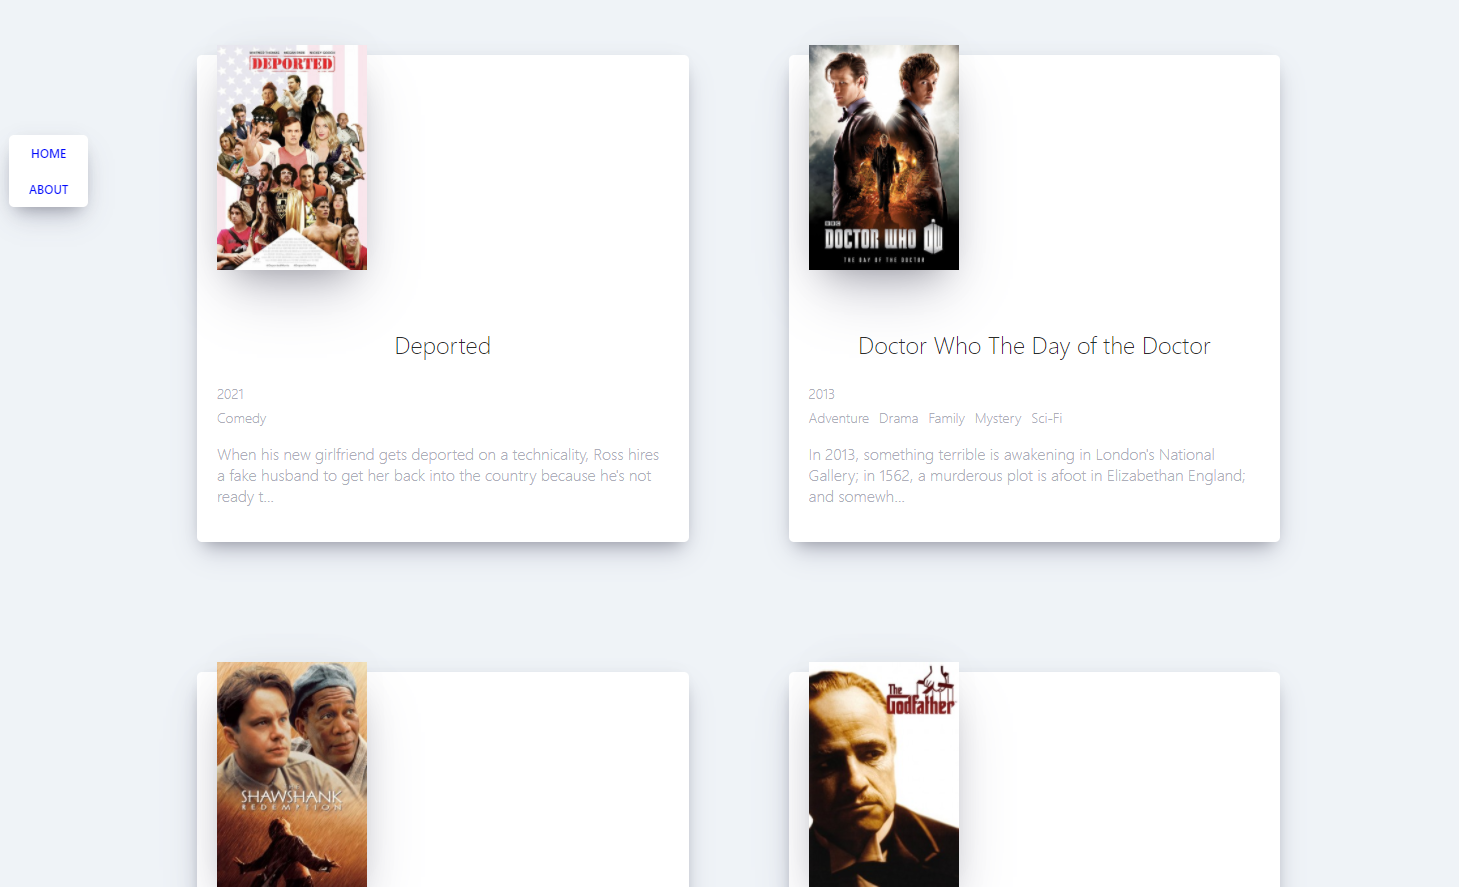 HOME
ABOUT
DEPORTED
DOCTOR WHO
THE DAY OF THE DOCTOR
Deported
2021
Comedy
When his new girlfriend gets deported on a technicality, Ross hires
a fake husband to get her back into the country because he's not
ready t...
Doctor Who The Day of the Doctor
2013
Adventure Drama Family Mystery Sci-Fi
In 2013, something terrible is awakening in London's National
Gallery; in 1562, a murderous plot is afoot in Elizabethan England;
and somewh...
SHAWSHANK
REDEMPTION
The
Godfather